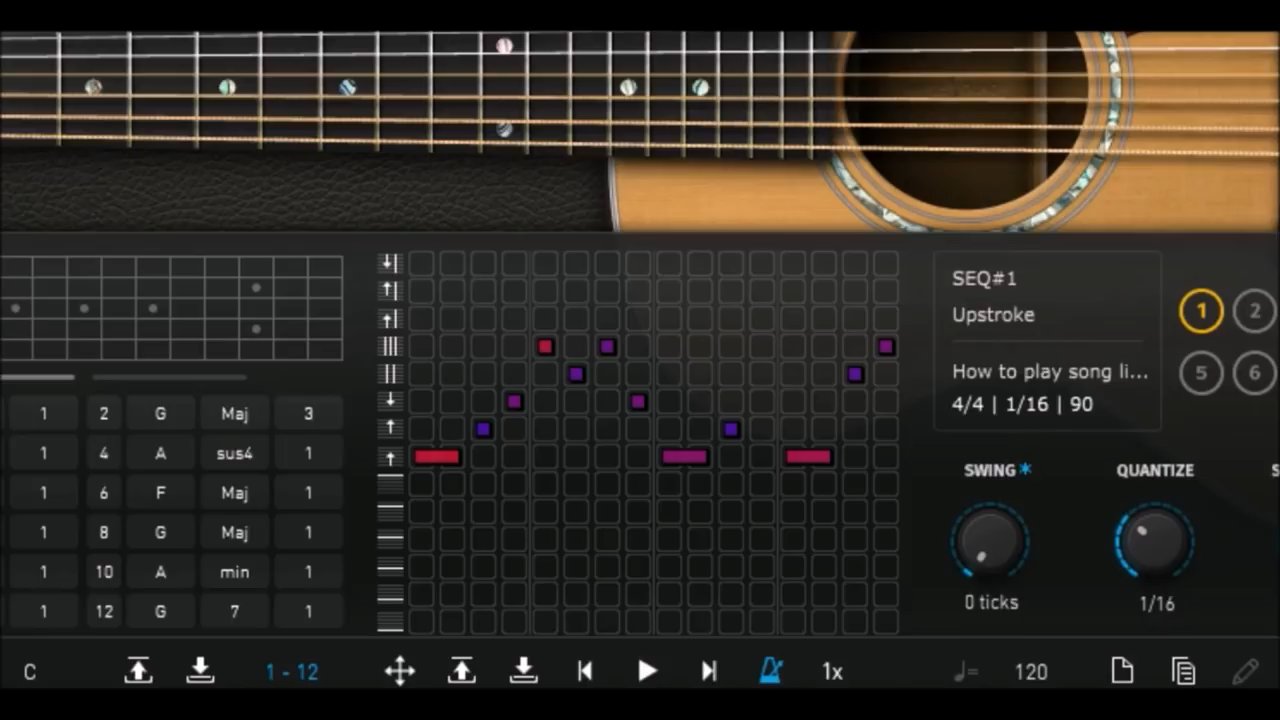 SEQ#1
Upstroke
How to play song li...
4/4 | 1/16 | 90
1 2
5 6
1 2 G Maj 3
1 4 A sus4 1
1 6 F Maj 1
1 8 G Maj 1
1 10 A min 1
1 12 G 7 1
SWING* QUANTIZE S
0 ticks 1/16
C 1 - 12 1x ♩= 120